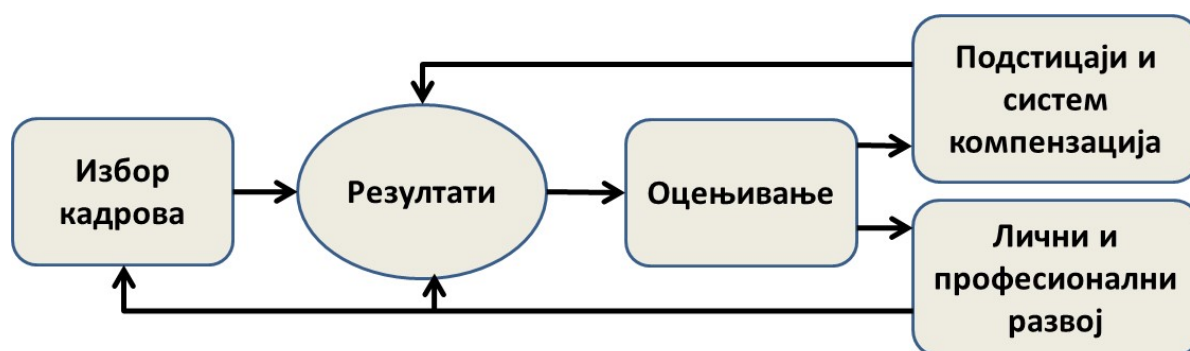 Избор
кадрова
Резултати
Оцењивање
Подстицаји и
систем
компензација
Лични и
професионални
развој